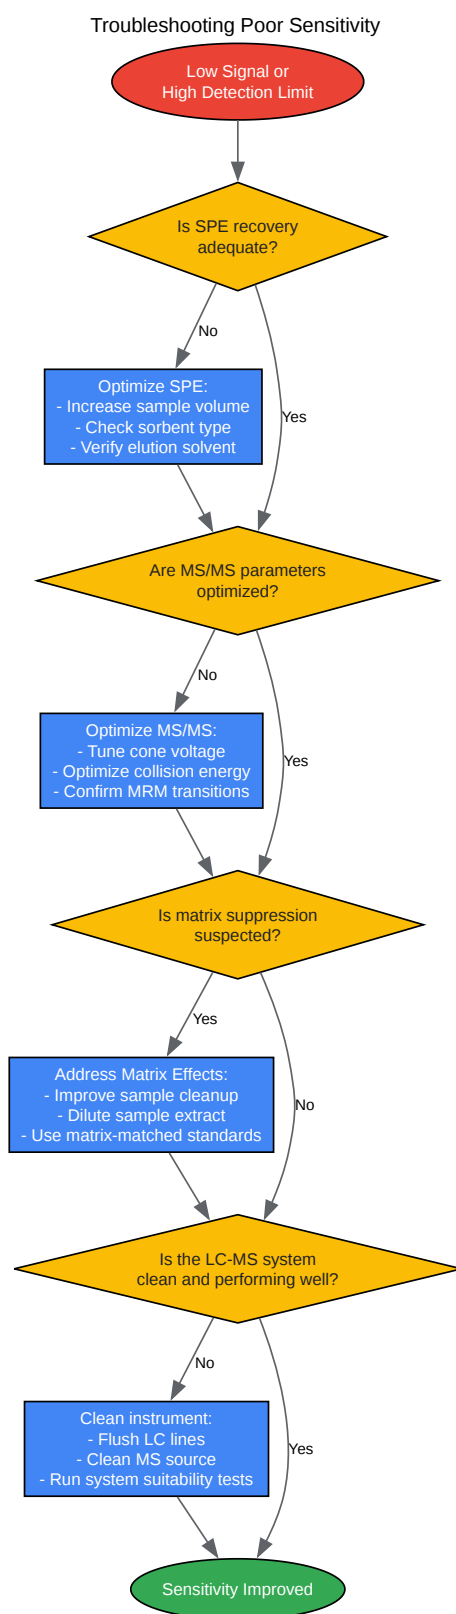 Troubleshooting Poor Sensitivity
Low Signal or
High Detection Limit
Is SPE recovery
adequate?
No
Yes
Optimize SPE:
- Increase sample volume
- Check sorbent type
- Verify elution solvent
Are MS/MS parameters
optimized?
No
Yes
Optimize MS/MS:
- Tune cone voltage
- Optimize collision energy
- Confirm MRM transitions
Is matrix suppression
suspected?
Yes
No
Address Matrix Effects:
- Improve sample cleanup
- Dilute sample extract
- Use matrix-matched standards
Is the LC-MS system
clean and performing well?
No
Yes
Clean instrument:
- Flush LC lines
- Clean MS source
- Run system suitability tests
Sensitivity Improved